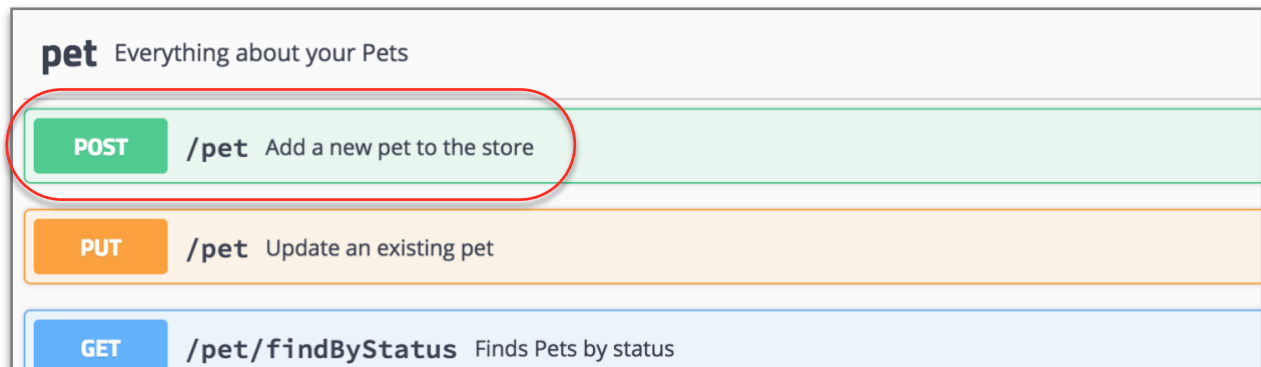 pet Everything about your Pets
POST /pet Add a new pet to the store
PUT /pet Update an existing pet
GET /pet/findByStatus Finds Pets by status